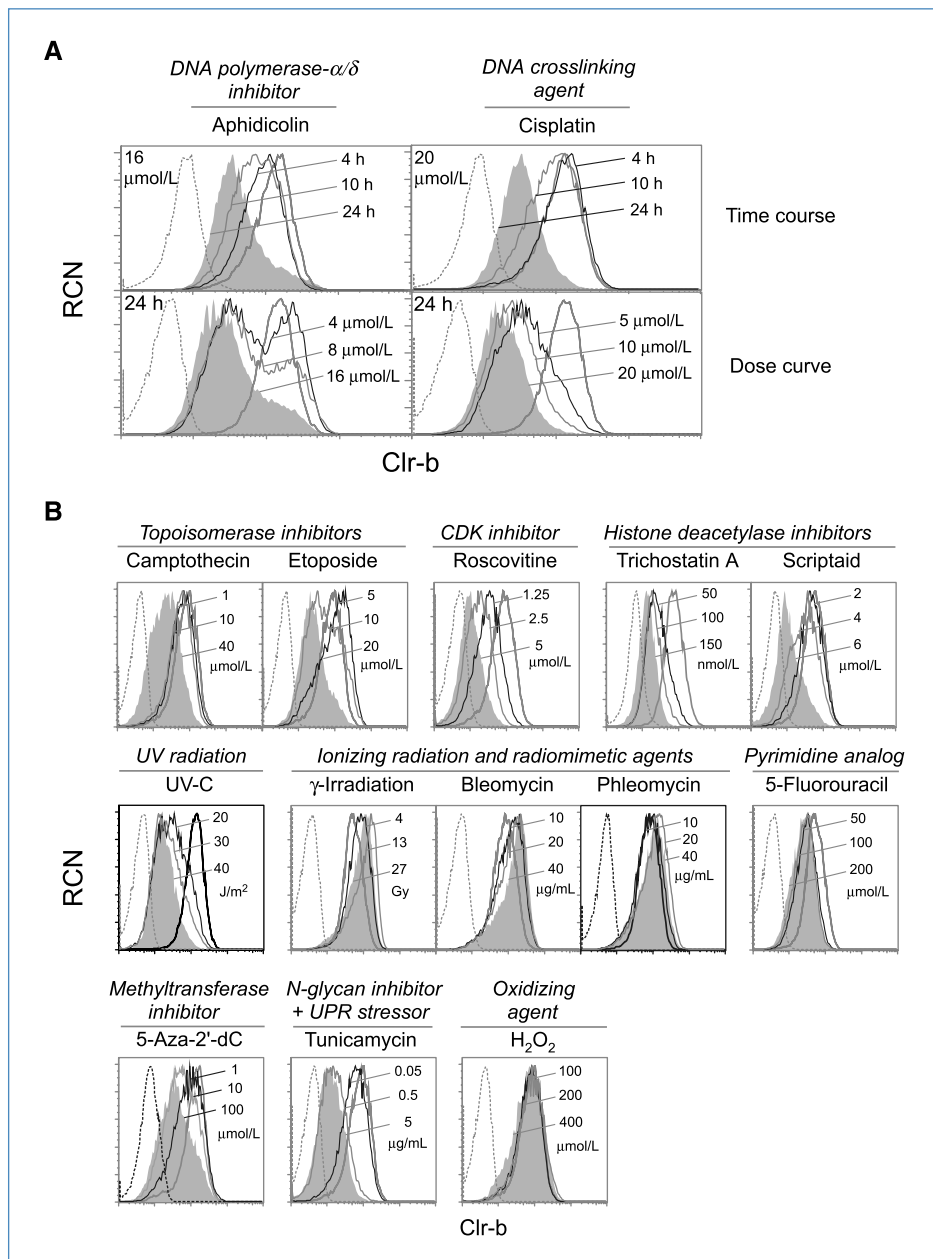 A
DNA polymerase-α/δ
inhibitor
DNA crosslinking
agent
Aphidicolin
Cisplatin
16
μmol/L
4 h
10 h
24 h
20
μmol/L
4 h
10 h
24 h
Time course
RCN
24 h
4 μmol/L
8 μmol/L
16 μmol/L
24 h
5 μmol/L
10 μmol/L
20 μmol/L
Dose curve
Clr-b
B
Topoisomerase inhibitors
CDK inhibitor
Histone deacetylase inhibitors
Camptothecin
Etoposide
Roscovitine
Trichostatin A
Scriptaid
1
10
40
μmol/L
5
10
20
μmol/L
1.25
2.5
5
μmol/L
50
100
150
nmol/L
2
4
6
μmol/L
UV radiation
Ionizing radiation and radiomimetic agents
Pyrimidine analog
UV-C
γ-Irradiation
Bleomycin
Phleomycin
5-Fluorouracil
RCN
20
30
40
J/m²
4
13
27
Gy
10
20
40
μg/mL
10
20
40
μg/mL
50
100
200
μmol/L
Methyltransferase
inhibitor
N-glycan inhibitor
+ UPR stressor
Oxidizing
agent
5-Aza-2'-dC
Tunicamycin
H₂O₂
1
10
100
μmol/L
0.05
0.5
5
μg/mL
100
200
400
μmol/L
Clr-b